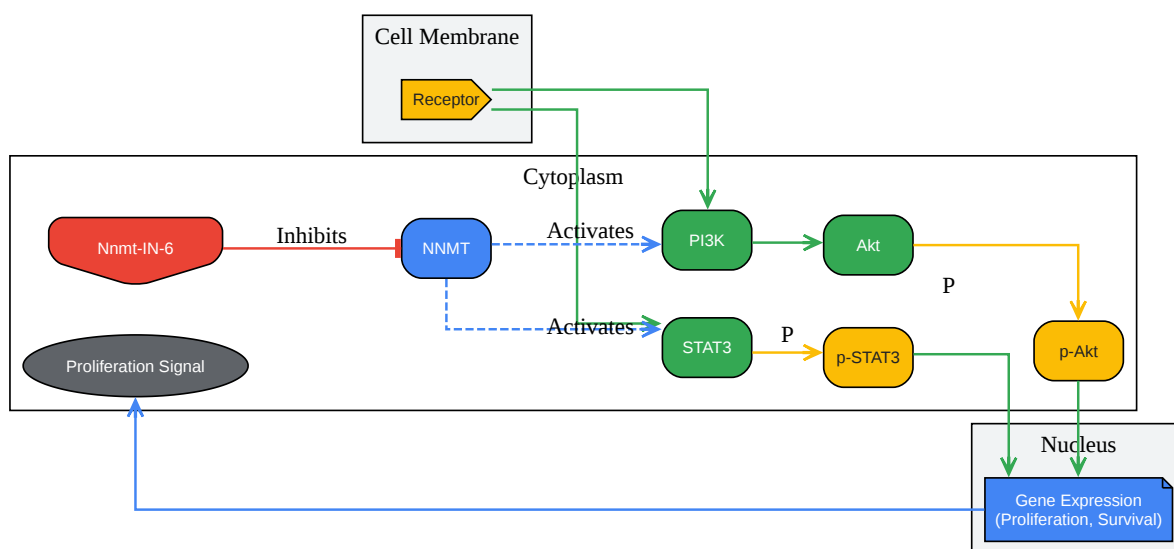 Cell Membrane
Receptor
Cytoplasm
Nnmt-IN-6
Inhibits
NNMT
Activates
PI3K
Akt
P
Activates
STAT3
P
p-STAT3
p-Akt
Proliferation Signal
Nucleus
Gene Expression
(Proliferation, Survival)